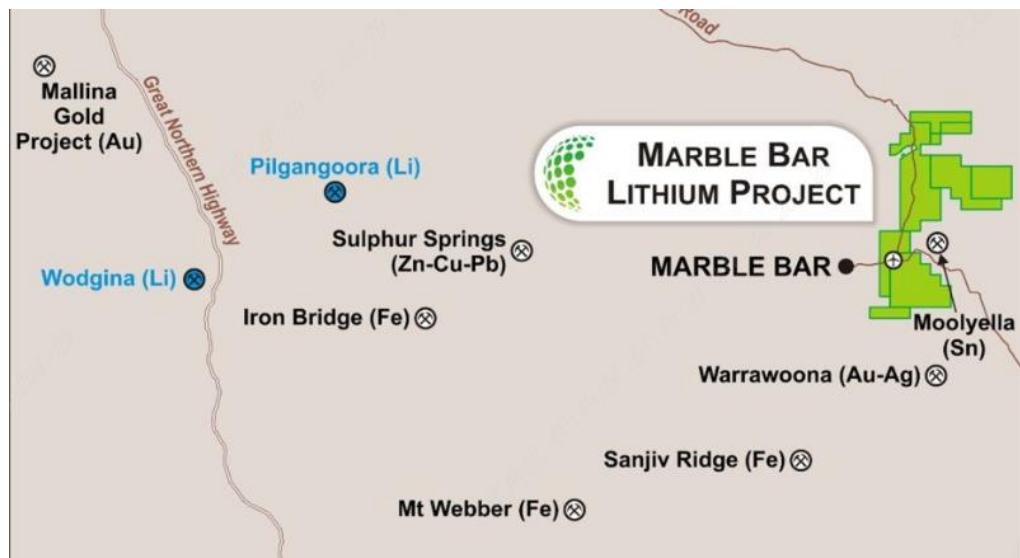 Road
Mallina
Gold
Project (Au)
Great Northern Highway
Pilgangoora (Li)
MARBLE BAR
LITHIUM PROJECT
Sulphur Springs
(Zn-Cu-Pb)
Wodgina (Li)
MARBLE BAR
Iron Bridge (Fe)
Moolyella
(Sn)
Warrawoona (Au-Ag)
Sanjiv Ridge (Fe)
Mt Webber (Fe)